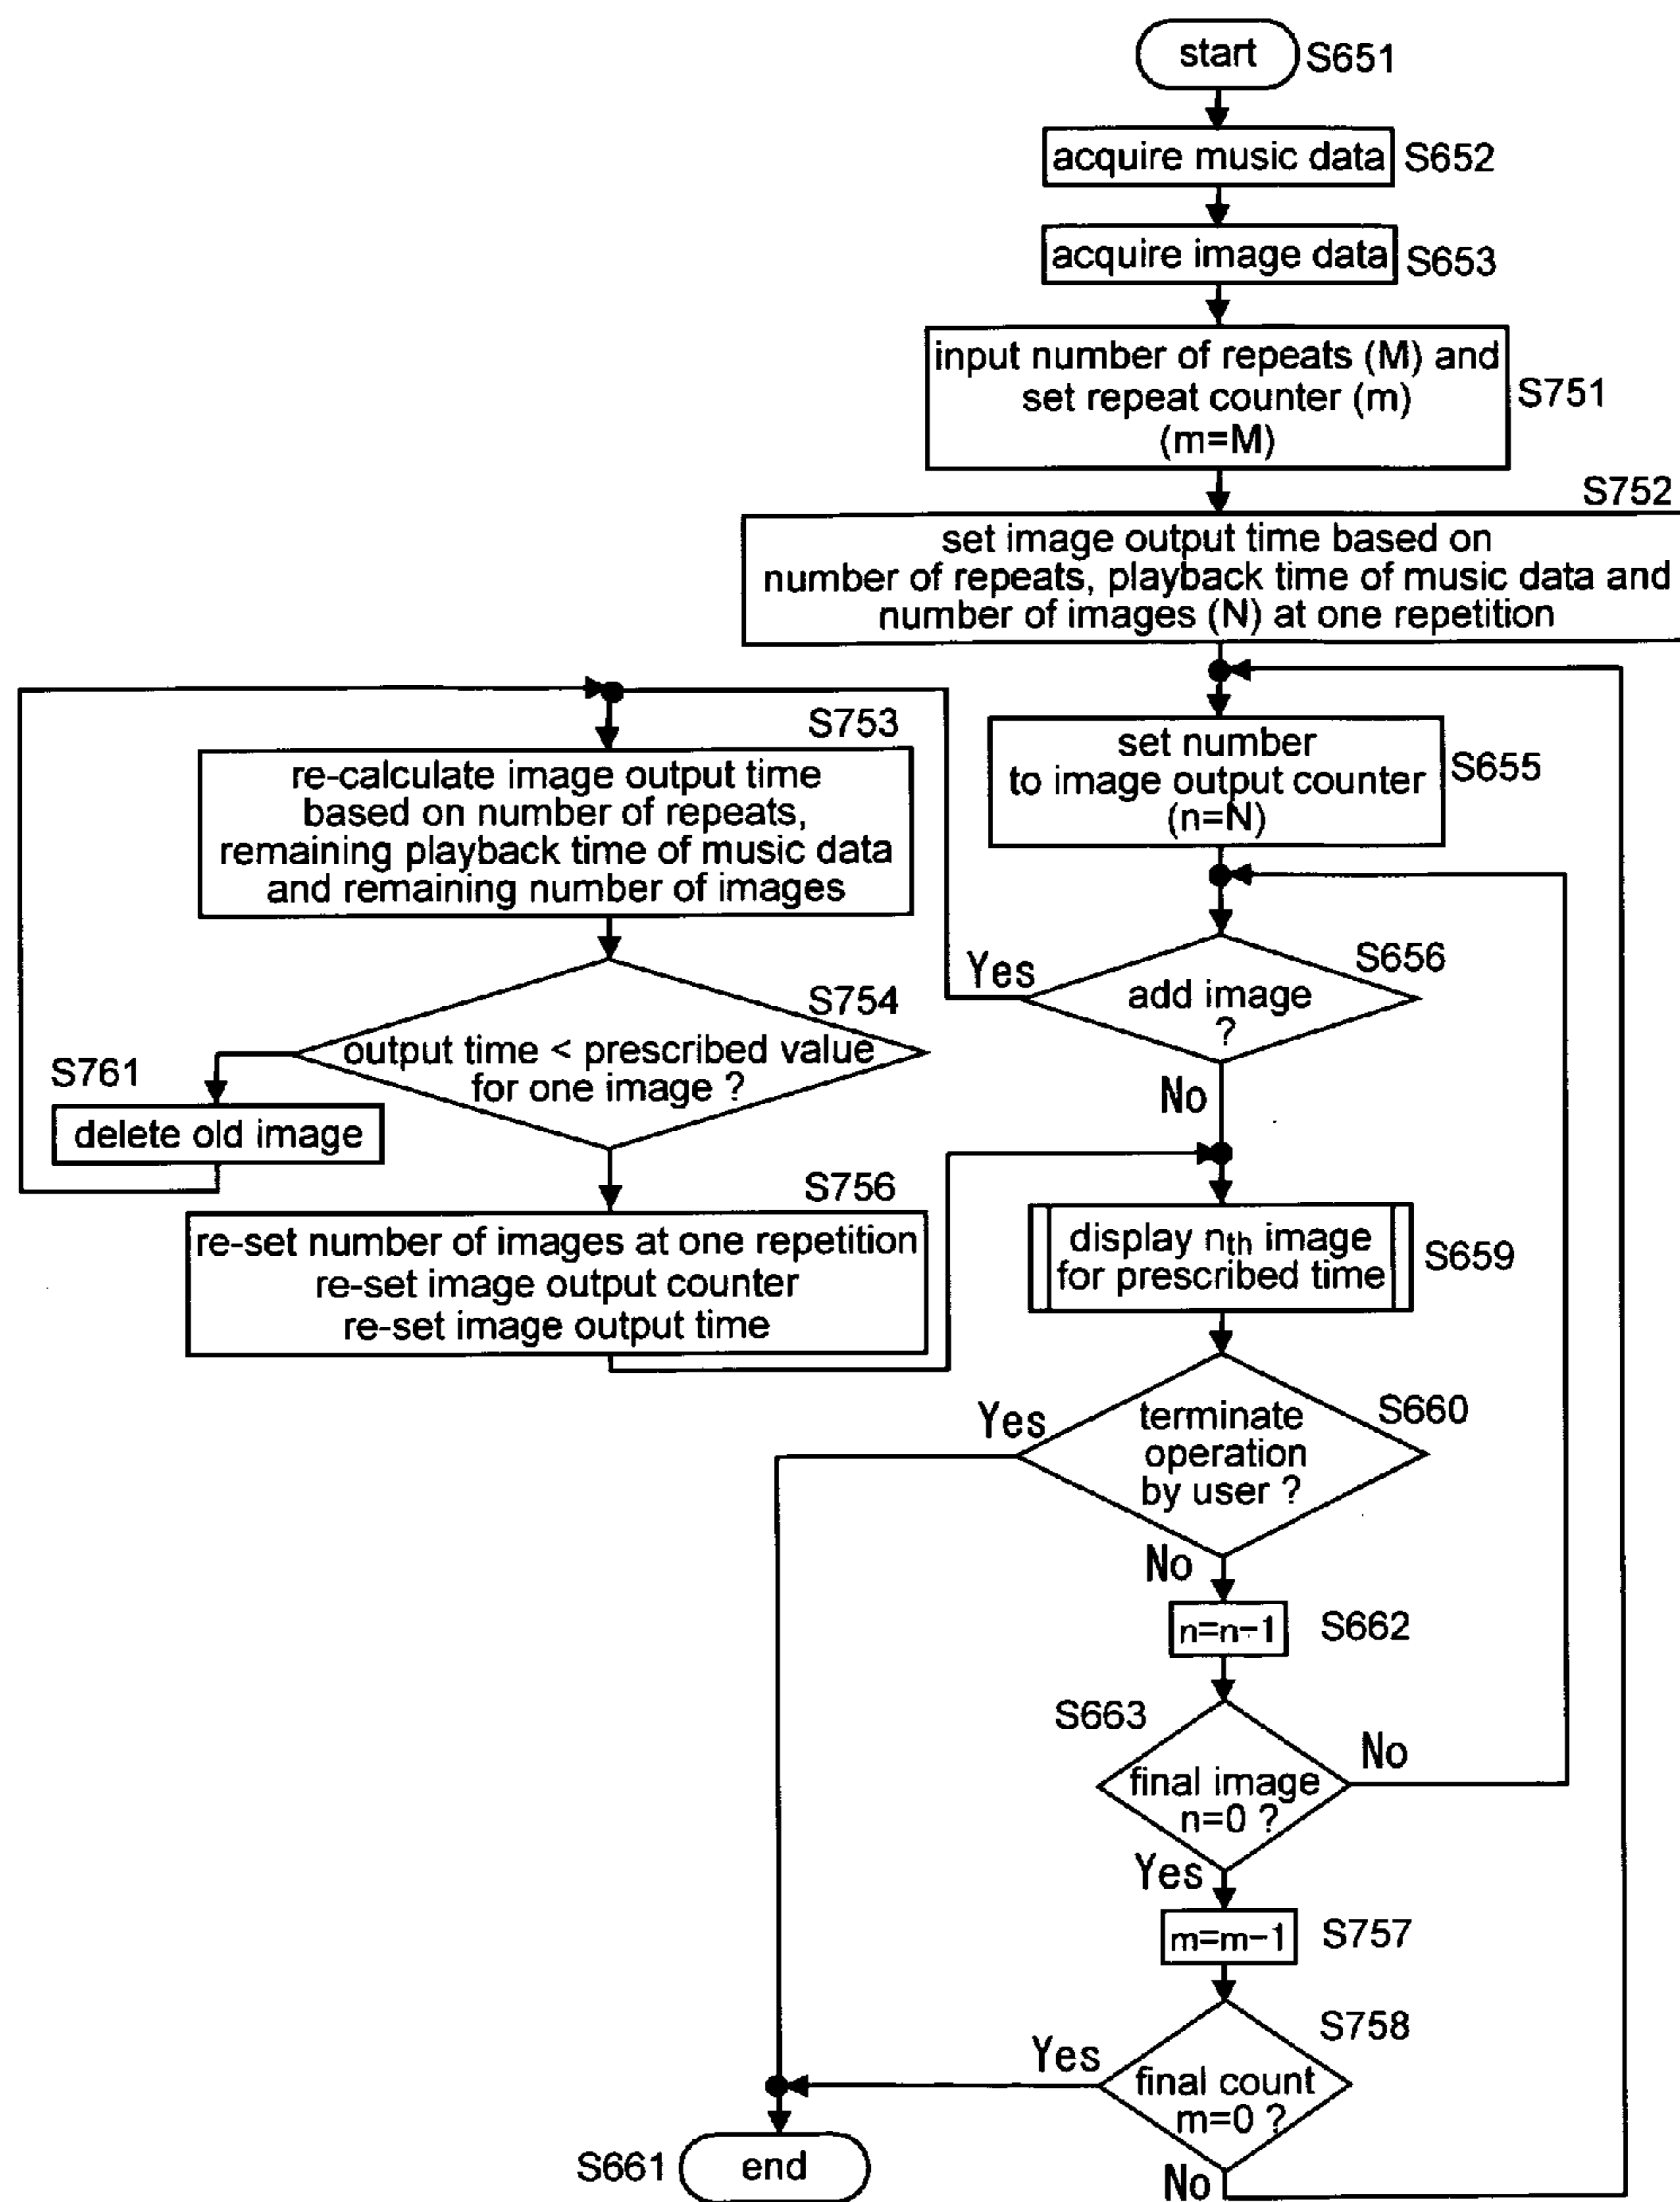 start
S651
acquire music data
S652
acquire image data
S653
input number of repeats (M) and
set repeat counter (m)
(m=M)
S751
S752
set image output time based on
number of repeats, playback time of music data and
number of images (N) at one repetition
S753
re-calculate image output time
based on number of repeats,
remaining playback time of music data
and remaining number of images
set number
to image output counter
(n=N)
S655
S656
Yes
add image
?
No
S754
output time < prescribed value
for one image ?
S761
delete old image
S756
re-set number of images at one repetition
re-set image output counter
re-set image output time
display nth image
for prescribed time
S659
S660
Yes
terminate
operation
by user ?
No
n=n-1
S662
S663
final image
n=0 ?
No
Yes
m=m-1
S757
S758
Yes
final count
m=0 ?
No
S661
end